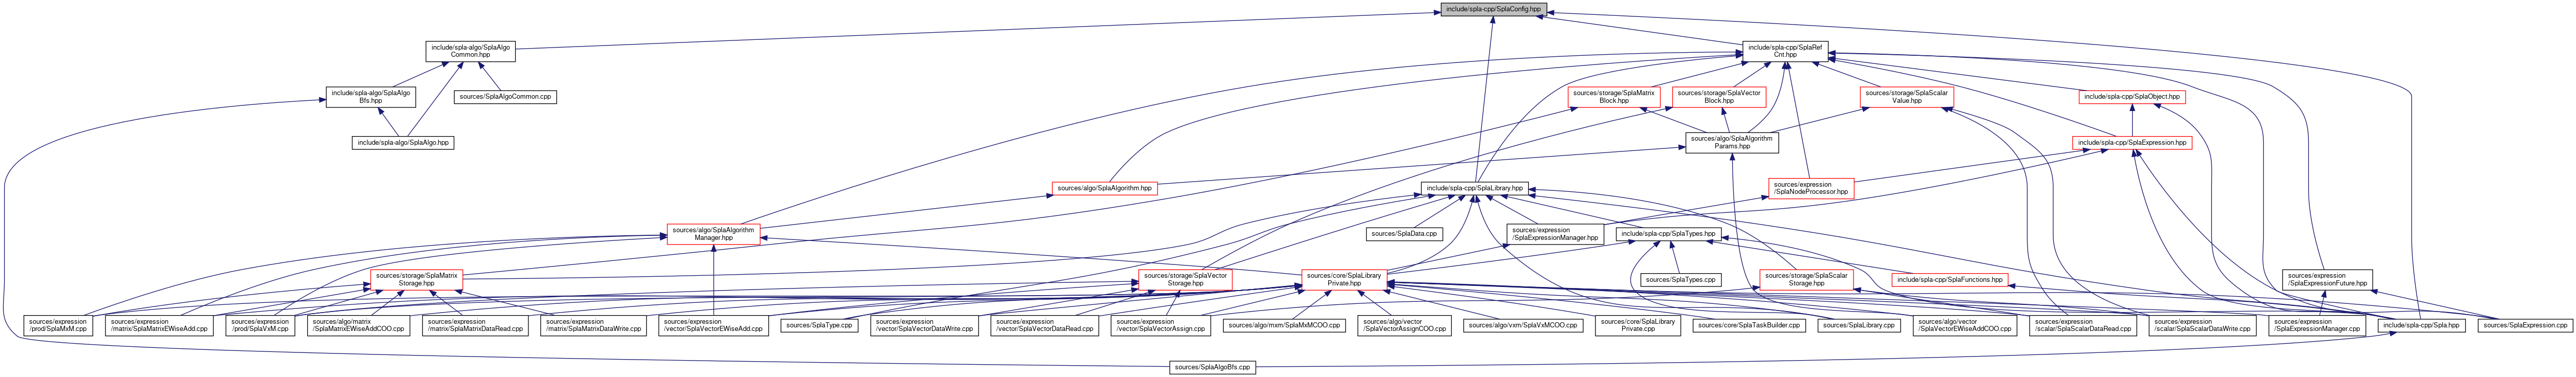 include/spla-cpp/SplaConfig.hpp
include/spla-algo/SplaAlgo
Common.hpp
include/spla-cpp/SplaRef
Cnt.hpp
include/spla-algo/SplaAlgo
Bfs.hpp
sources/SplaAlgoCommon.cpp
sources/storage/SplaMatrix
Block.hpp
sources/storage/SplaVector
Block.hpp
sources/storage/SplaScalar
Value.hpp
include/spla-cpp/SplaObject.hpp
include/spla-algo/SplaAlgo.hpp
sources/algo/SplaAlgorithm
Params.hpp
include/spla-cpp/SplaExpression.hpp
sources/algo/SplaAlgorithm.hpp
include/spla-cpp/SplaLibrary.hpp
sources/expression
/SplaNodeProcessor.hpp
sources/algo/SplaAlgorithm
Manager.hpp
sources/SplaData.cpp
sources/expression
/SplaExpressionManager.hpp
include/spla-cpp/SplaTypes.hpp
sources/storage/SplaMatrix
Storage.hpp
sources/storage/SplaVector
Storage.hpp
sources/core/SplaLibrary
Private.hpp
sources/SplaTypes.cpp
sources/storage/SplaScalar
Storage.hpp
include/spla-cpp/SplaFunctions.hpp
sources/expression
/SplaExpressionFuture.hpp
sources/expression
/prod/SplaMxM.cpp
sources/expression
/matrix/SplaMatrixEWiseAdd.cpp
sources/expression
/prod/SplaVxM.cpp
sources/algo/matrix
/SplaMatrixEWiseAddCOO.cpp
sources/expression
/matrix/SplaMatrixDataRead.cpp
sources/expression
/matrix/SplaMatrixDataWrite.cpp
sources/expression
/vector/SplaVectorEWiseAdd.cpp
sources/SplaType.cpp
sources/expression
/vector/SplaVectorDataWrite.cpp
sources/expression
/vector/SplaVectorDataRead.cpp
sources/expression
/vector/SplaVectorAssign.cpp
sources/algo/mxm/SplaMxMCOO.cpp
sources/algo/vector
/SplaVectorAssignCOO.cpp
sources/algo/vxm/SplaVxMCOO.cpp
sources/core/SplaLibrary
Private.cpp
sources/core/SplaTaskBuilder.cpp
sources/SplaLibrary.cpp
sources/algo/vector
/SplaVectorEWiseAddCOO.cpp
sources/expression
/scalar/SplaScalarDataRead.cpp
sources/expression
/scalar/SplaScalarDataWrite.cpp
sources/expression
/SplaExpressionManager.cpp
include/spla-cpp/Spla.hpp
sources/SplaExpression.cpp
sources/SplaAlgoBfs.cpp